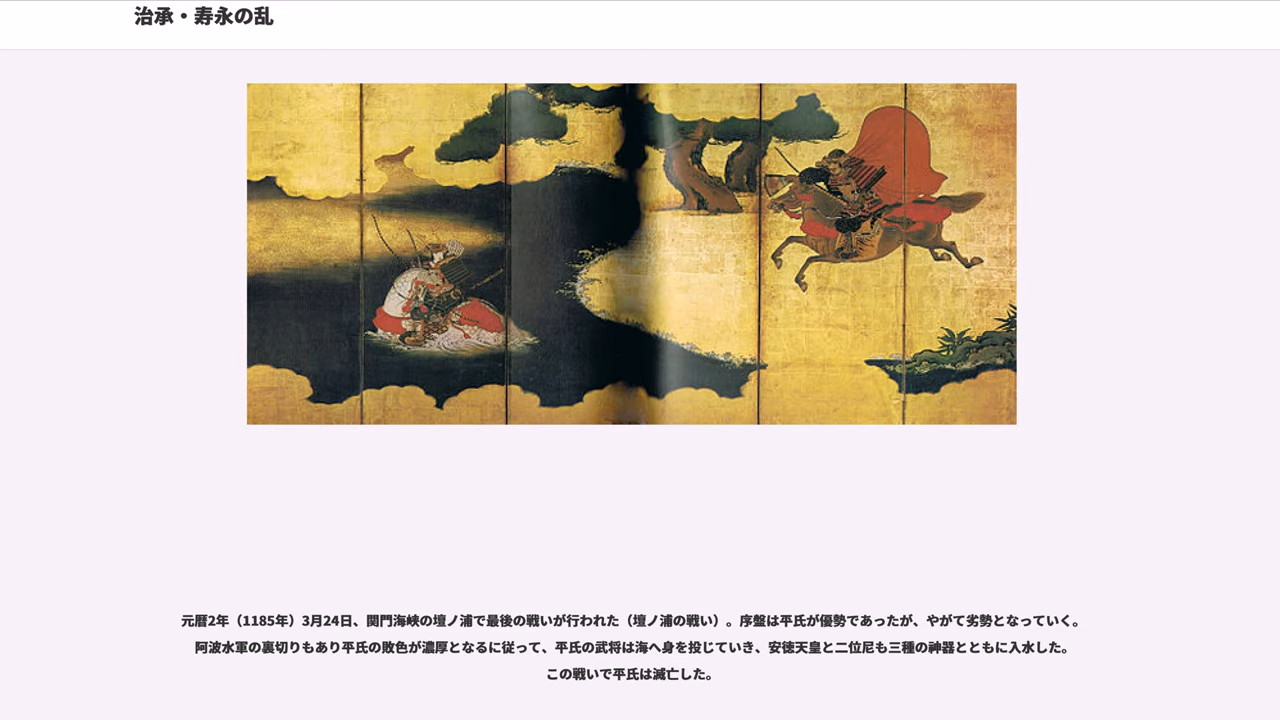 治承・寿永の乱
元暦2年（1185年）3月24日、関門海峡の壇ノ浦で最後の戦いが行われた（壇ノ浦の戦い）。序盤は平氏が優勢であったが、やがて劣勢となっていく。
阿波水軍の裏切りもあり平氏の敗色が濃厚となるに従って、平氏の武将は海へ身を投じていき、安徳天皇と二位尼も三種の神器とともに入水した。
この戦いで平氏は滅亡した。